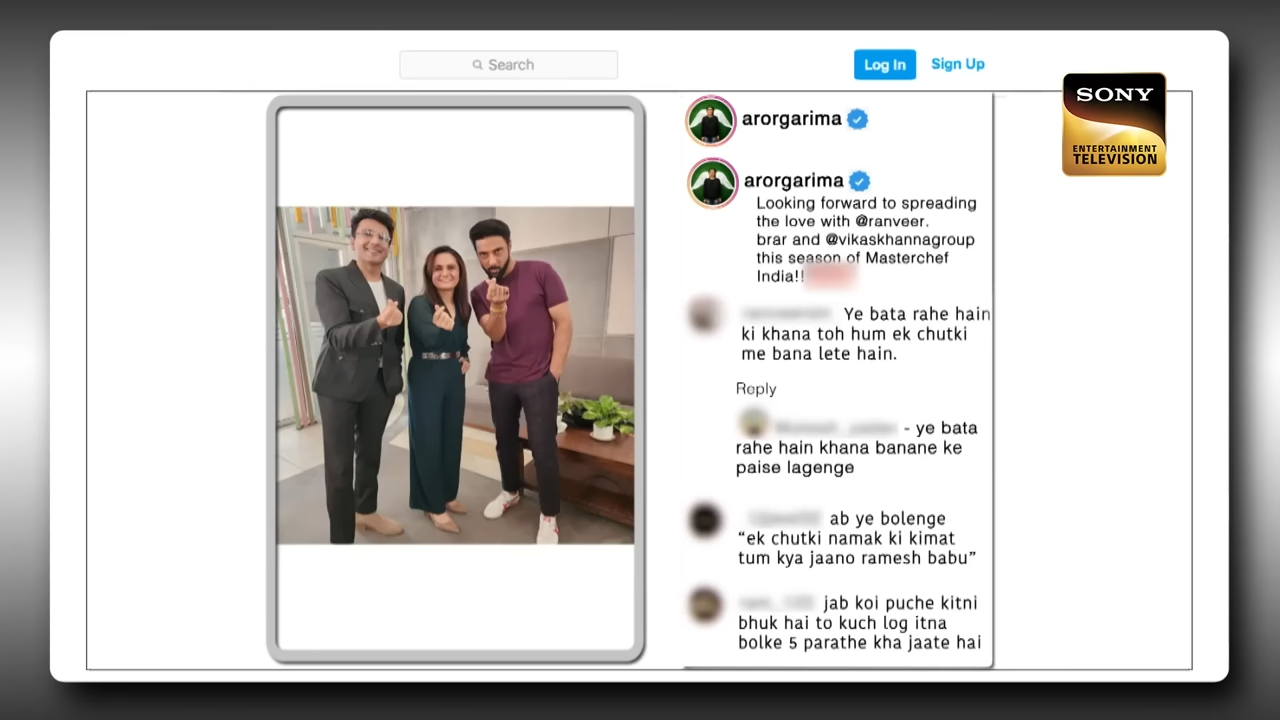 Search
Log In
Sign Up
SONY
ENTERTAINMENT
TELEVISION
arorgarima
arorgarima
Looking forward to spreading
the love with @ranveer.
brar and @vikaskhannagroup
this season of Masterchef
India!!
Ye bata rahe hain
ki khana toh hum ek chutki
me bana lete hain.
Reply
- ye bata
rahe hain khana banane ke
paise lagenge
ab ye bolenge
“ek chutki namak ki kimat
tum kya jaano ramesh babu”
jab koi puche kitni
bhuk hai to kuch log itna
bolke 5 parathe kha jaate hai